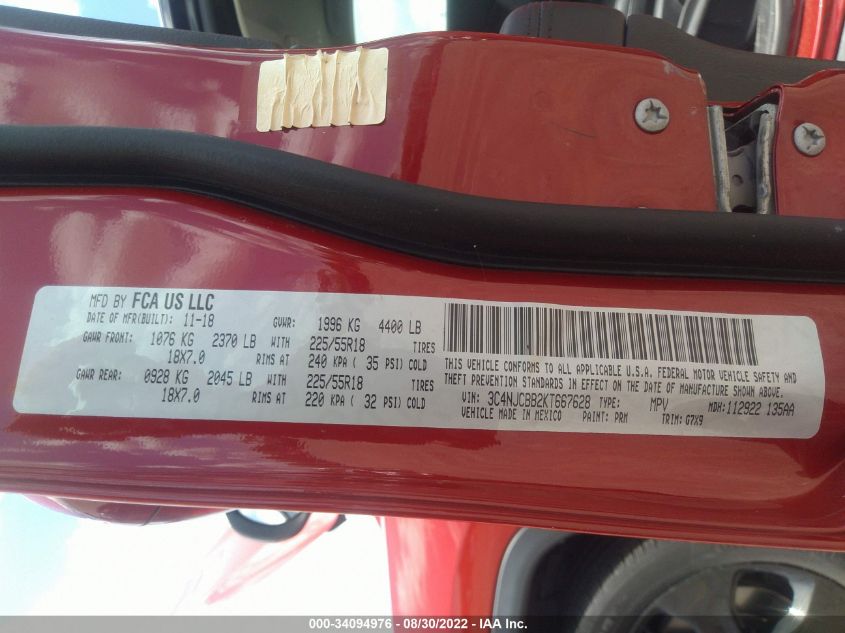 MFD BY FCA US LLC
DATE OF MFR(BUILT): 11-18 GVWR: 1996 KG 4400 LB
GAWR FRONT: 1076 KG 2370 LB WITH 225/55R18 TIRES
18X7.0 RIMS AT 240 KPA ( 35 PSI) COLD
GAWR REAR: 0928 KG 2045 LB WITH 225/55R18 TIRES
18X7.0 RIMS AT 220 KPA ( 32 PSI) COLD
THIS VEHICLE CONFORMS TO ALL APPLICABLE U.S.A. FEDERAL MOTOR VEHICLE SAFETY AND
THEFT PREVENTION STANDARDS IN EFFECT ON THE DATE OF MANUFACTURE SHOWN ABOVE.
VIN: 3C4NJCBB2KT667628 TYPE: MPV MDH:112922 135AA
VEHICLE MADE IN MEXICO PAINT: PRM TRIM: G7X9
000-34094976 - 08/30/2022 - IAA Inc.